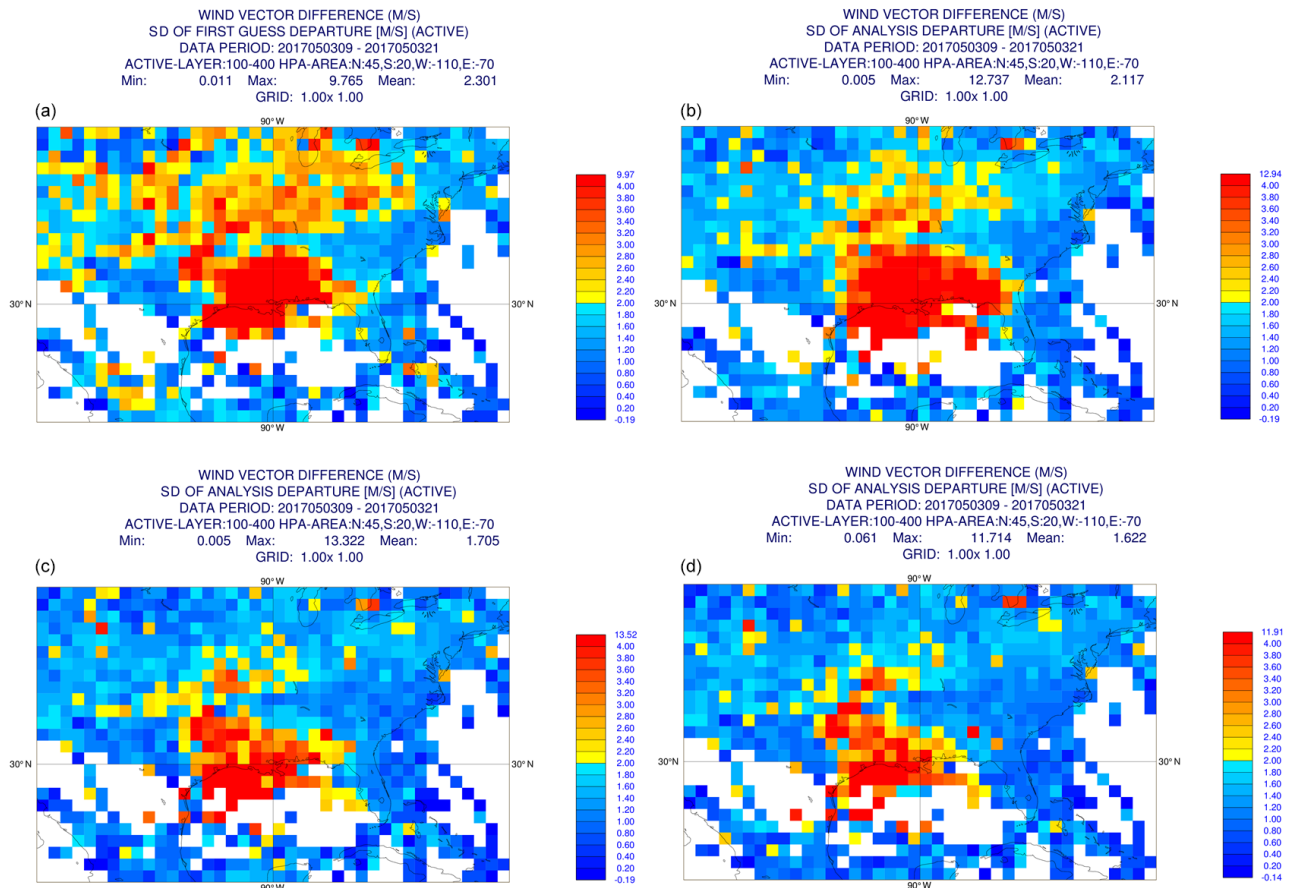 WIND VECTOR DIFFERENCE (M/S)
SD OF FIRST GUESS DEPARTURE [M/S] (ACTIVE)
DATA PERIOD: 2017050309 - 2017050321
ACTIVE-LAYER:100-400 HPA-AREA:N:45,S:20,W:-110,E:-70
Min: 0.011 Max: 9.765 Mean: 2.301
GRID: 1.00x 1.00
(a)
90°W
30°N
90°W
9.97
4.00
3.80
3.60
3.40
3.20
3.00
2.80
2.60
2.40
2.20
2.00
1.80
1.60
1.40
1.20
1.00
0.80
0.60
0.40
0.20
-0.19
WIND VECTOR DIFFERENCE (M/S)
SD OF ANALYSIS DEPARTURE [M/S] (ACTIVE)
DATA PERIOD: 2017050309 - 2017050321
ACTIVE-LAYER:100-400 HPA-AREA:N:45,S:20,W:-110,E:-70
Min: 0.005 Max: 12.737 Mean: 2.117
GRID: 1.00x 1.00
(b)
90°W
30°N
90°W
12.94
4.00
3.80
3.60
3.40
3.20
3.00
2.80
2.60
2.40
2.20
2.00
1.80
1.60
1.40
1.20
1.00
0.80
0.60
0.40
0.20
-0.19
WIND VECTOR DIFFERENCE (M/S)
SD OF ANALYSIS DEPARTURE [M/S] (ACTIVE)
DATA PERIOD: 2017050309 - 2017050321
ACTIVE-LAYER:100-400 HPA-AREA:N:45,S:20,W:-110,E:-70
Min: 0.005 Max: 13.322 Mean: 1.705
GRID: 1.00x 1.00
(c)
90°W
30°N
90°W
13.52
4.00
3.80
3.60
3.40
3.20
3.00
2.80
2.60
2.40
2.20
2.00
1.80
1.60
1.40
1.20
1.00
0.80
0.60
0.40
0.20
-0.19
WIND VECTOR DIFFERENCE (M/S)
SD OF ANALYSIS DEPARTURE [M/S] (ACTIVE)
DATA PERIOD: 2017050309 - 2017050321
ACTIVE-LAYER:100-400 HPA-AREA:N:45,S:20,W:-110,E:-70
Min: 0.061 Max: 11.714 Mean: 1.622
GRID: 1.00x 1.00
(d)
90°W
30°N
90°W
11.91
4.00
3.80
3.60
3.40
3.20
3.00
2.80
2.60
2.40
2.20
2.00
1.80
1.60
1.40
1.20
1.00
0.80
0.60
0.40
0.20
-0.14